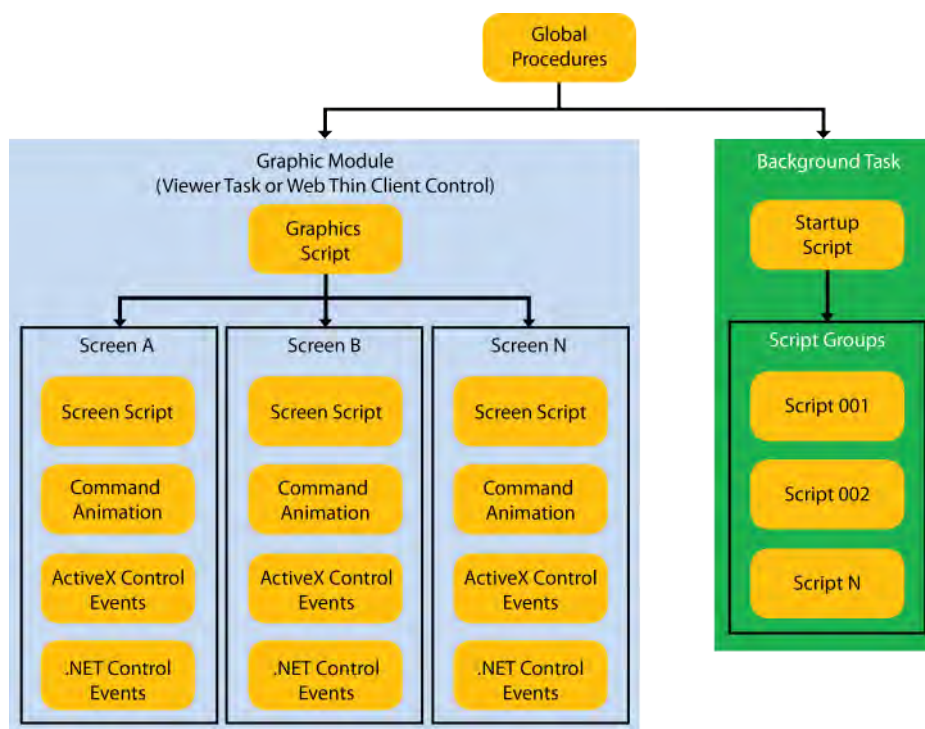 Global
Procedures
Graphic Module
(Viewer Task or Web Thin Client Control)
Graphics
Script
Screen A
Screen Script
Command
Animation
ActiveX Control
Events
.NET Control
Events
Screen B
Screen Script
Command
Animation
ActiveX Control
Events
.NET Control
Events
Screen N
Screen Script
Command
Animation
ActiveX Control
Events
.NET Control
Events
Background Task
Startup
Script
Script Groups
Script 001
Script 002
Script N